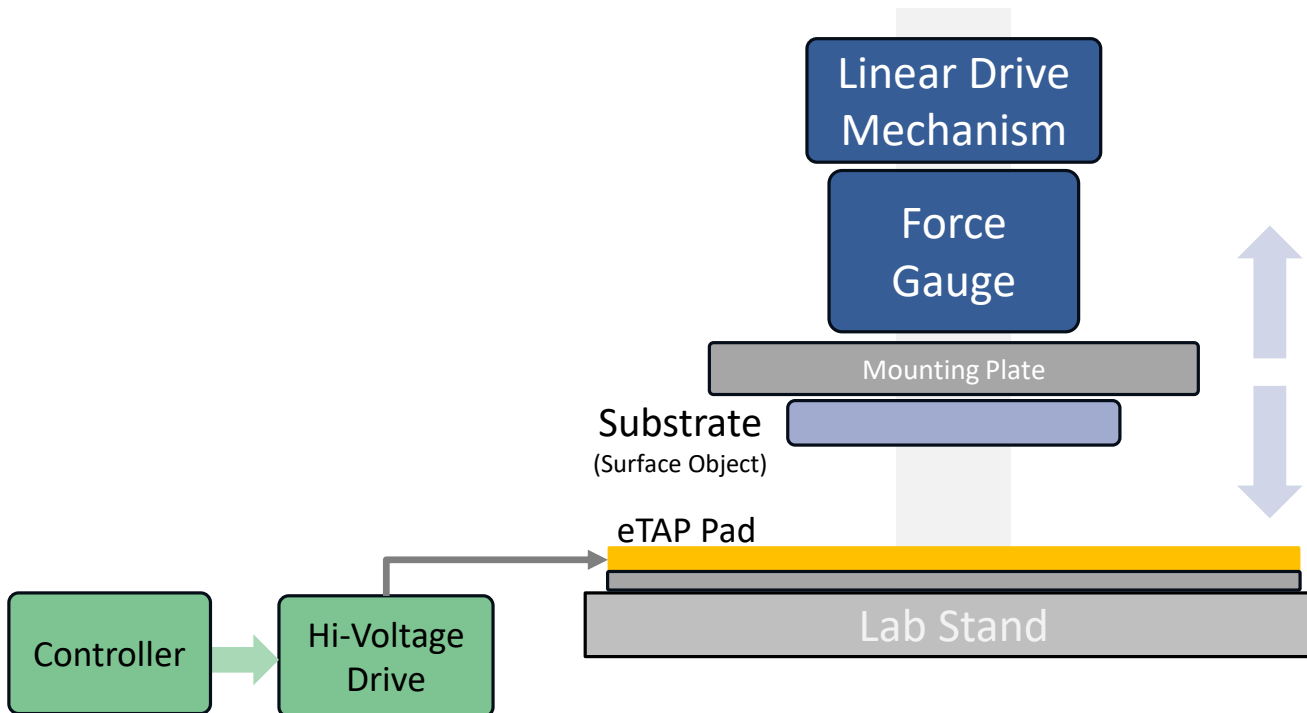 Linear Drive
Mechanism
Force
Gauge
Mounting Plate
Substrate
(Surface Object)
eTAP Pad
Lab Stand
Controller
Hi-Voltage
Drive